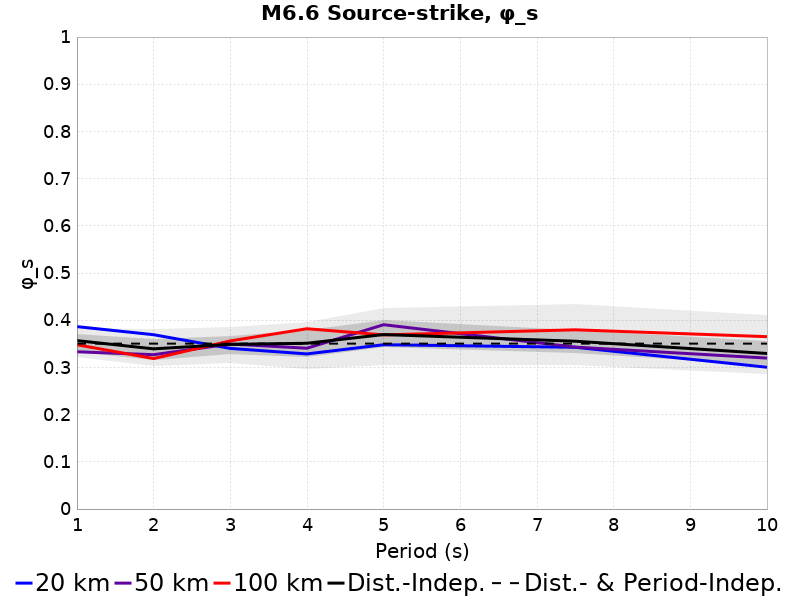 M6.6 Source-strike, φ_s
1
0.9
0.8
0.7
0.6
0.5
0.4
0.3
0.2
0.1
0
φ_s
1 2 3 4 5 6 7 8 9 10
Period (s)
20 km 50 km 100 km Dist.-Indep. Dist.- & Period-Indep.